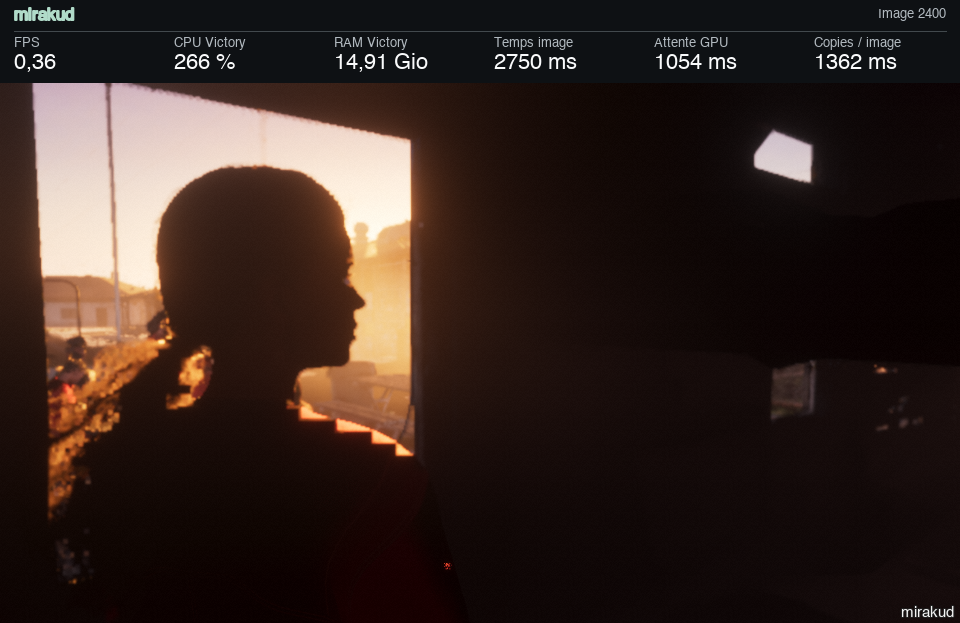 mirakud
Image 2400
FPS CPU Victory RAM Victory Temps image Attente GPU Copies / image
0,36 266 % 14,91 Gio 2750 ms 1054 ms 1362 ms
mirakud